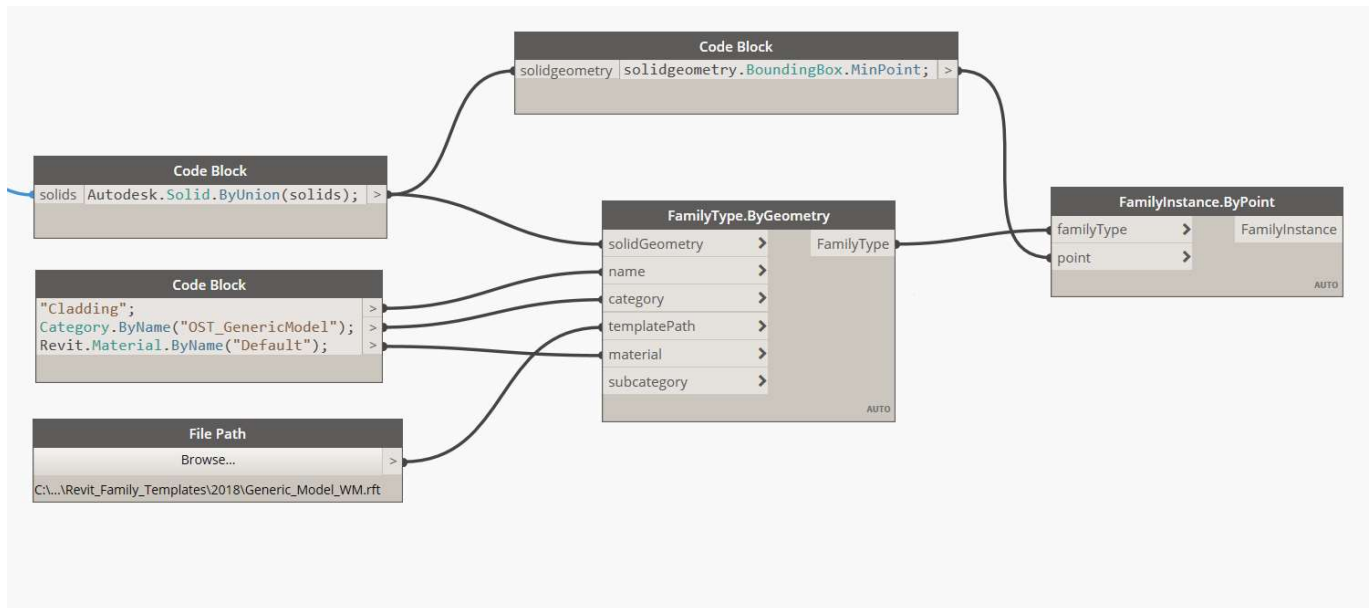 Code Block
solidgeometry solidgeometry.BoundingBox.MinPoint; >
Code Block
solids Autodesk.Solid.ByUnion(solids); >
Code Block
"Cladding"; >
Category.ByName("OST_GenericModel"); >
Revit.Material.ByName("Default"); >
File Path
Browse... >
C:\...\Revit_Family_Templates\2018\Generic_Model_WM.rft
FamilyType.ByGeometry
solidGeometry > FamilyType
name >
category >
templatePath >
material >
subcategory >
AUTO
FamilyInstance.ByPoint
familyType > FamilyInstance
point >
AUTO